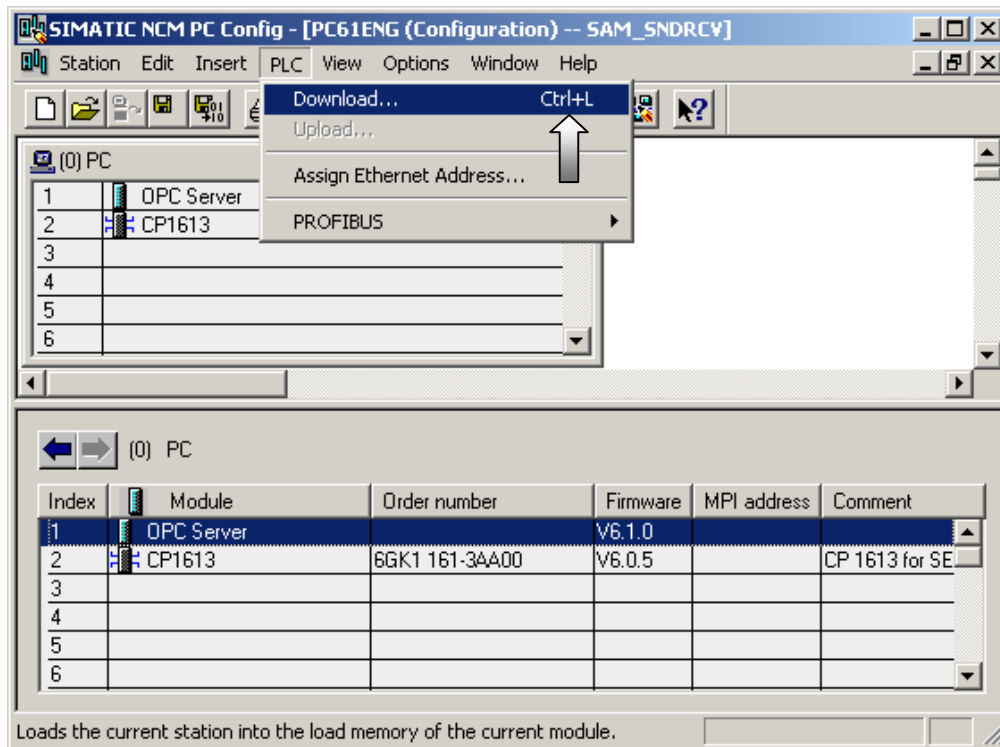 SIMATIC NCM PC Config - [PC61ENG (Configuration) -- SAM_SNDRCV]
Station Edit Insert PLC View Options Window Help
Download... Ctrl+L
Upload...
Assign Ethernet Address...
PROFIBUS
(0) PC
1 OPC Server
2 CP1613
3
4
5
6
(0) PC
Index Module Order number Firmware MPI address Comment
1 OPC Server V6.1.0
2 CP1613 6GK1 161-3AA00 V6.0.5 CP 1613 for SE
3
4
5
6
Loads the current station into the load memory of the current module.